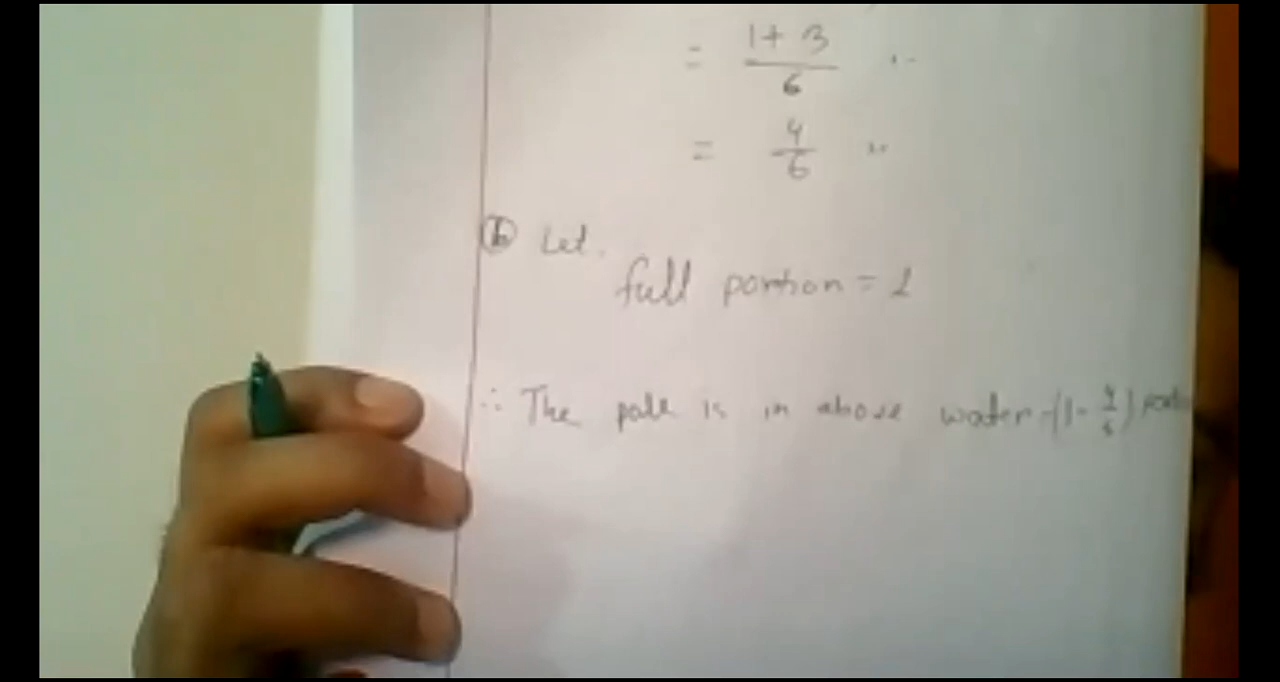 = 1+3/6 "
= 4/6 "
(b) Let.
full portion = 1
∴ The pole is in above water =(1- 4/6)